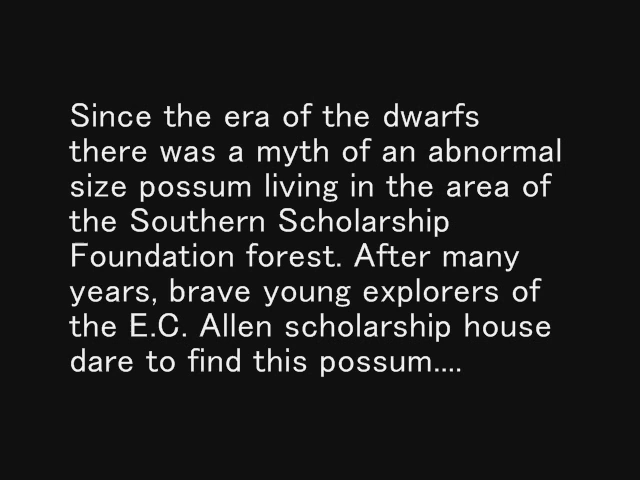 Since the era of the dwarfs
there was a myth of an abnormal
size possum living in the area of
the Southern Scholarship
Foundation forest. After many
years, brave young explorers of
the E.C. Allen scholarship house
dare to find this possum....